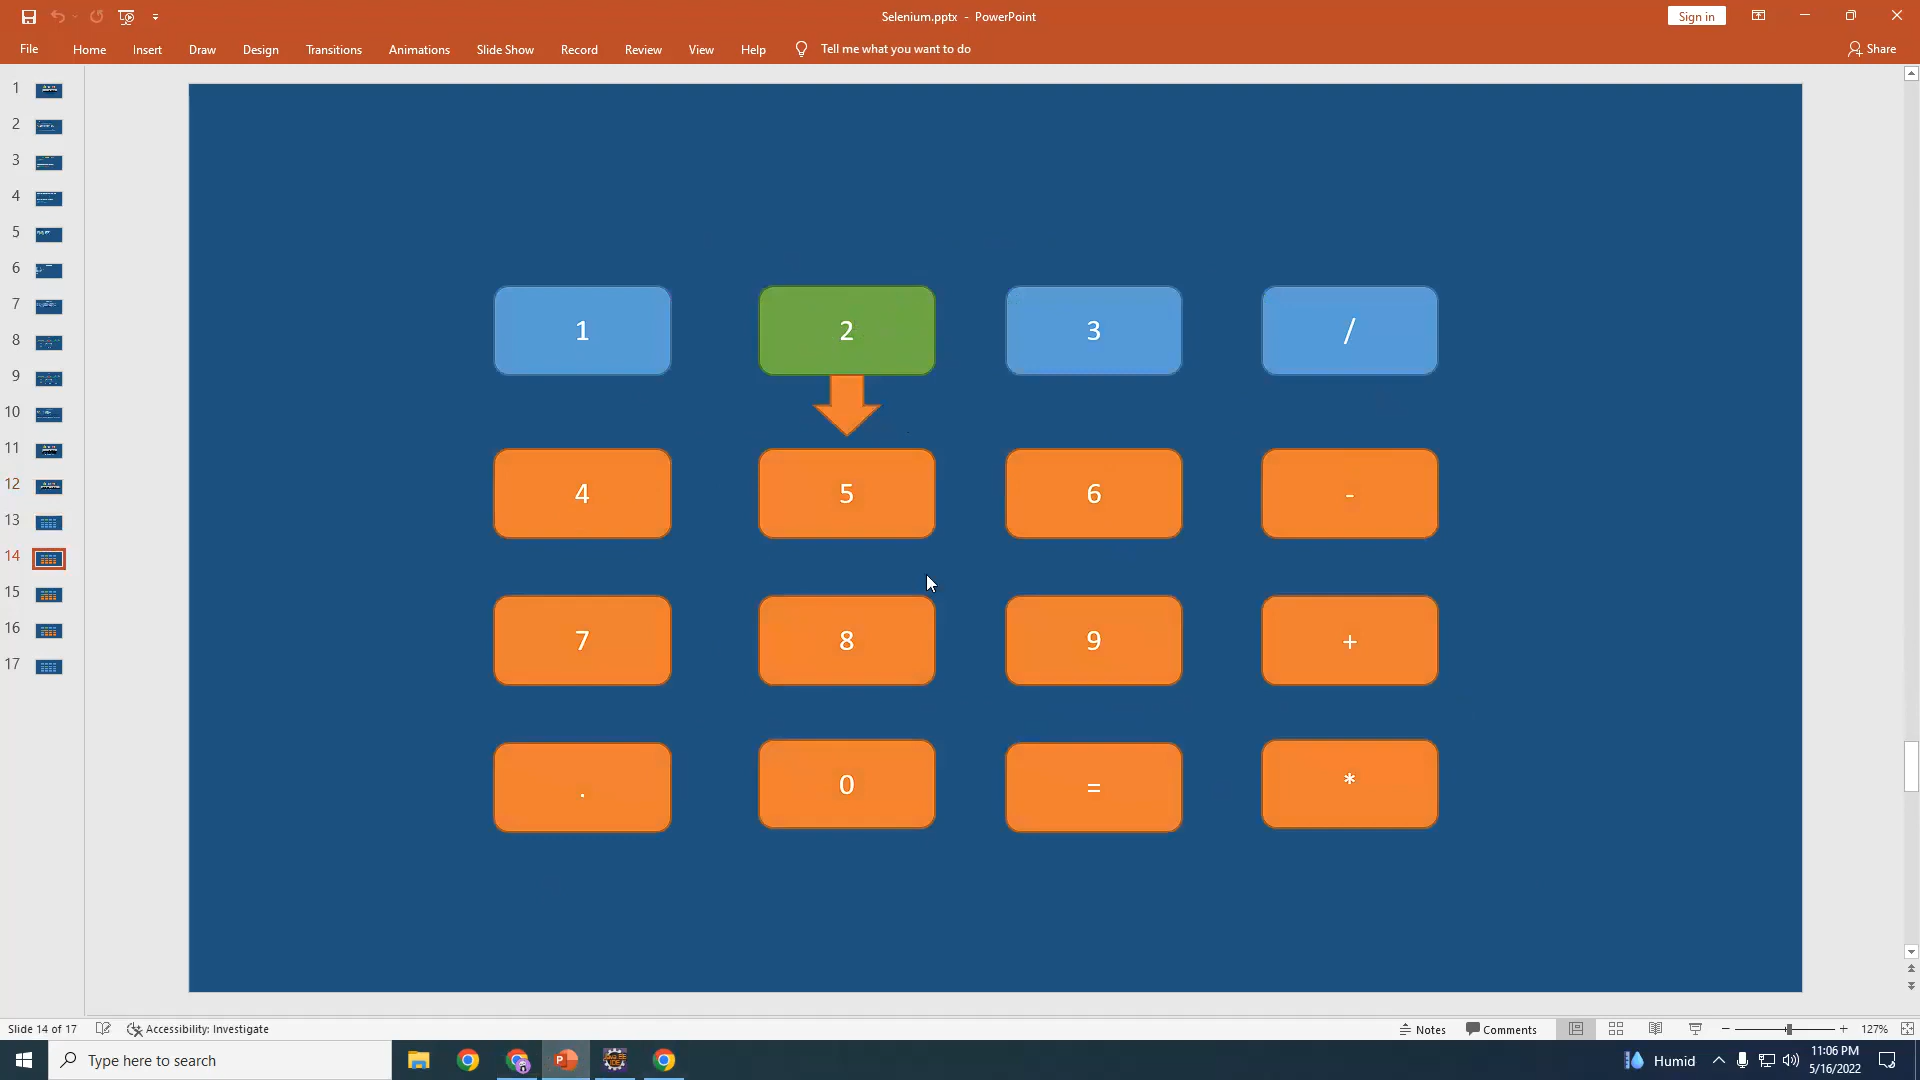 Selenium.pptx - PowerPoint
Sign in
File Home Insert Draw Design Transitions Animations Slide Show Record Review View Help Tell me what you want to do Share
1
2
3
4
5
6
7
8
9
10
11
12
13
14
15
16
17
1 2 3 /
4 5 6 -
7 8 9 +
. 0 = *
Slide 14 of 17 Accessibility: Investigate Notes Comments 127%
Type here to search Humid 11:06 PM
5/16/2022